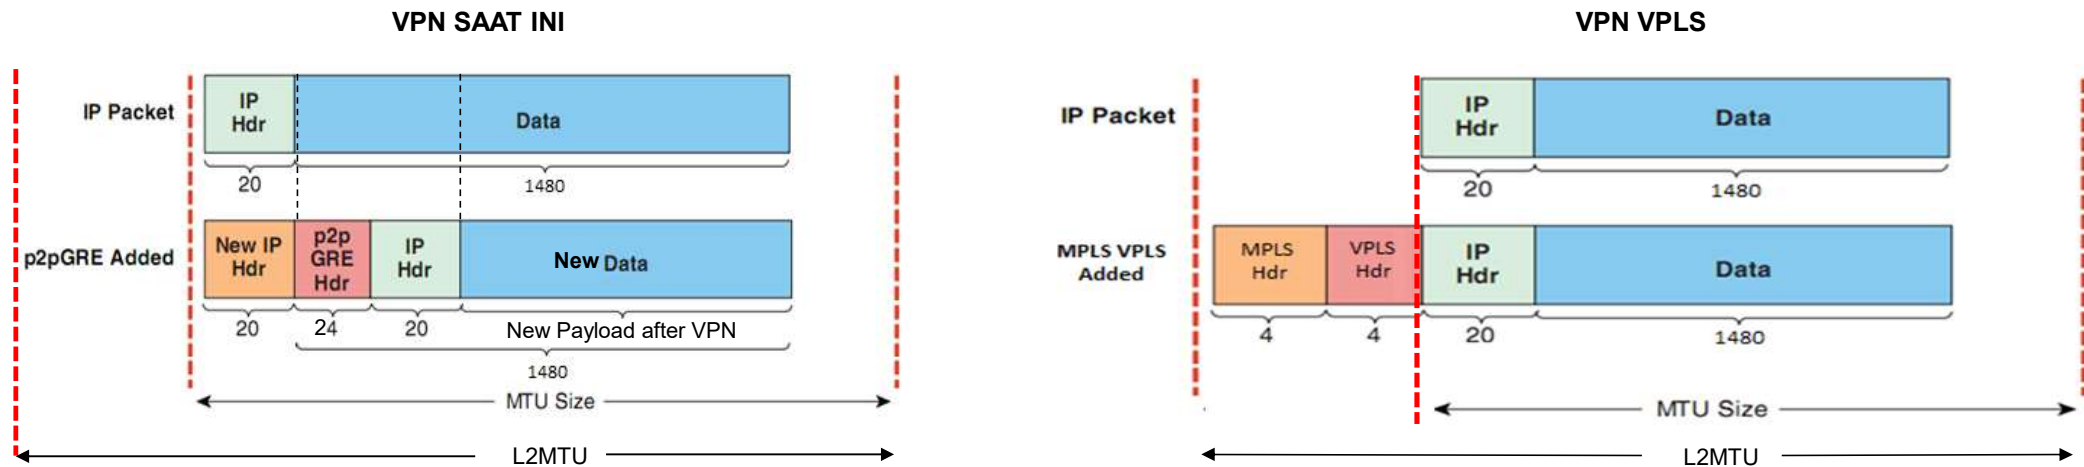 VPN SAAT INI
IP Packet
IP
Hdr
Data
20
1480
p2pGRE Added
New IP
Hdr
p2p
GRE
Hdr
IP
Hdr
New Data
20
24
20
New Payload after VPN
1480
MTU Size
L2MTU
VPN VPLS
IP Packet
IP
Hdr
Data
20
1480
MPLS VPLS
Added
MPLS
Hdr
VPLS
Hdr
IP
Hdr
Data
4
4
20
1480
MTU Size
L2MTU